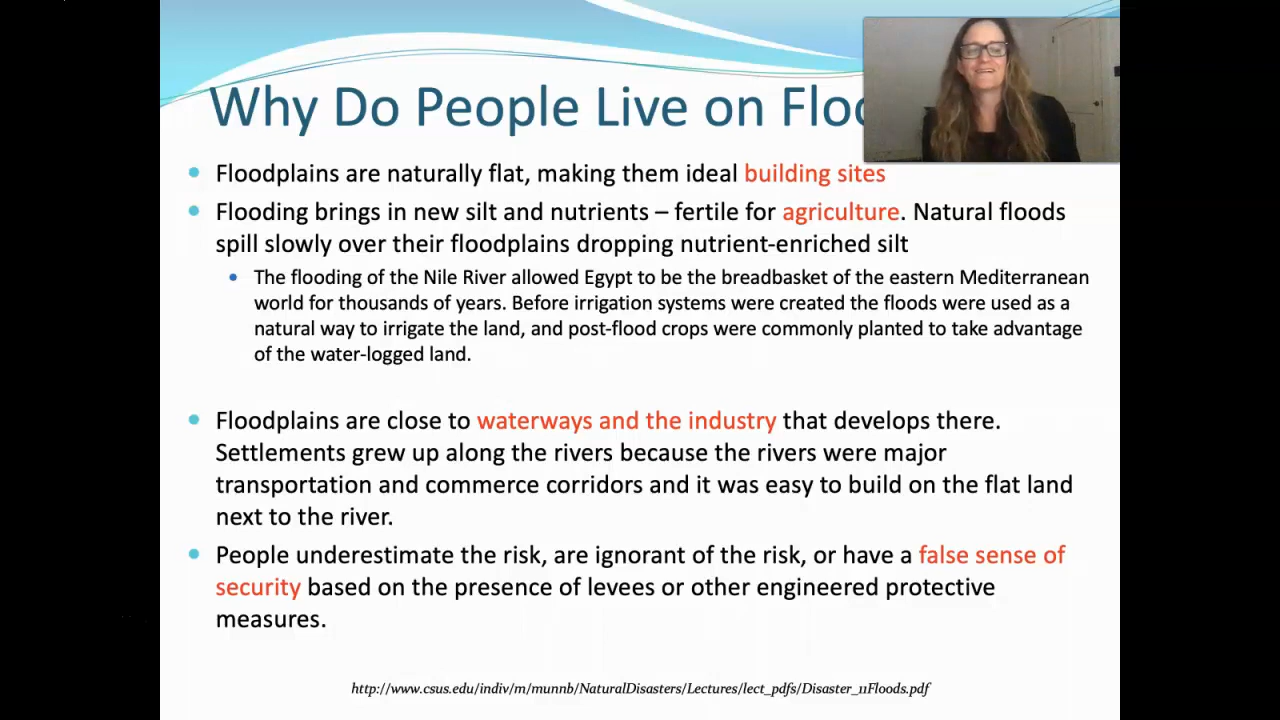 Why Do People Live on
Floodplains are naturally flat, making them ideal building sites
Flooding brings in new silt and nutrients – fertile for agriculture. Natural floods
spill slowly over their floodplains dropping nutrient-enriched silt
The flooding of the Nile River allowed Egypt to be the breadbasket of the eastern Mediterranean
world for thousands of years. Before irrigation systems were created the floods were used as a
natural way to irrigate the land, and post-flood crops were commonly planted to take advantage
of the water-logged land.
Floodplains are close to waterways and the industry that develops there.
Settlements grew up along the rivers because the rivers were major
transportation and commerce corridors and it was easy to build on the flat land
next to the river.
People underestimate the risk, are ignorant of the risk, or have a false sense of
security based on the presence of levees or other engineered protective
measures.
http://www.csus.edu/indiv/m/munnb/NaturalDisasters/Lectures/lect_pdfs/Disaster_11Floods.pdf